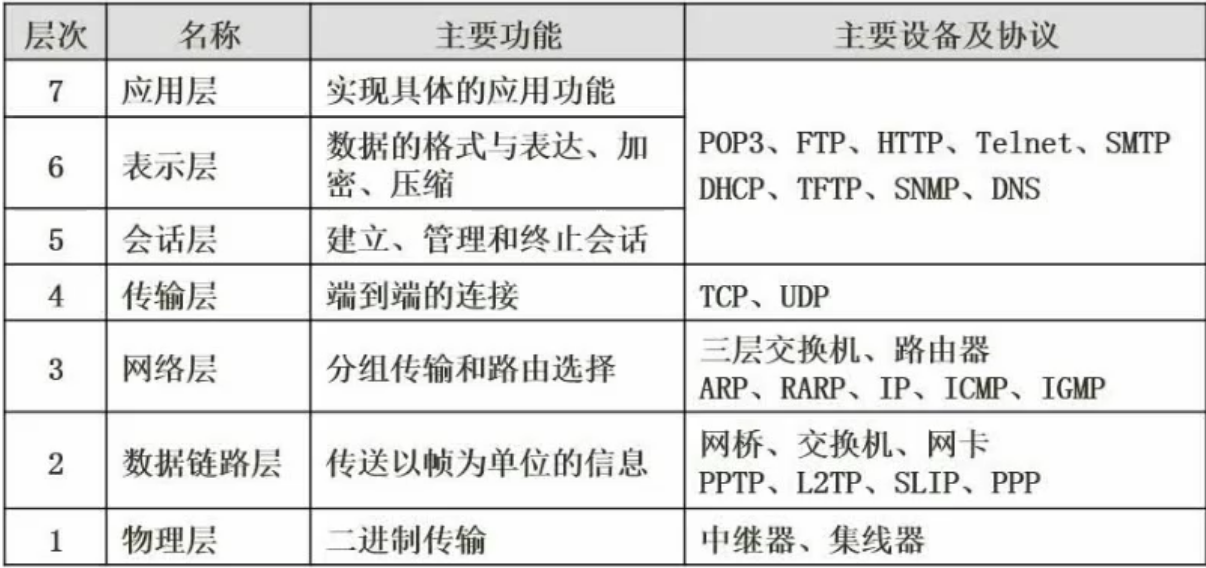 层次 名称 主要功能 主要设备及协议
7 应用层 实现具体的应用功能
6 表示层 数据的格式与表达、加
密、压缩
POP3、FTP、HTTP、Telnet、SMTP
DHCP、TFTP、SNMP、DNS
5 会话层 建立、管理和终止会话
4 传输层 端到端的连接 TCP、UDP
3 网络层 分组传输和路由选择 三层交换机、路由器
ARP、RARP、IP、ICMP、IGMP
2 数据链路层 传送以帧为单位的信息 网桥、交换机、网卡
PPTP、L2TP、SLIP、PPP
1 物理层 二进制传输 中继器、集线器